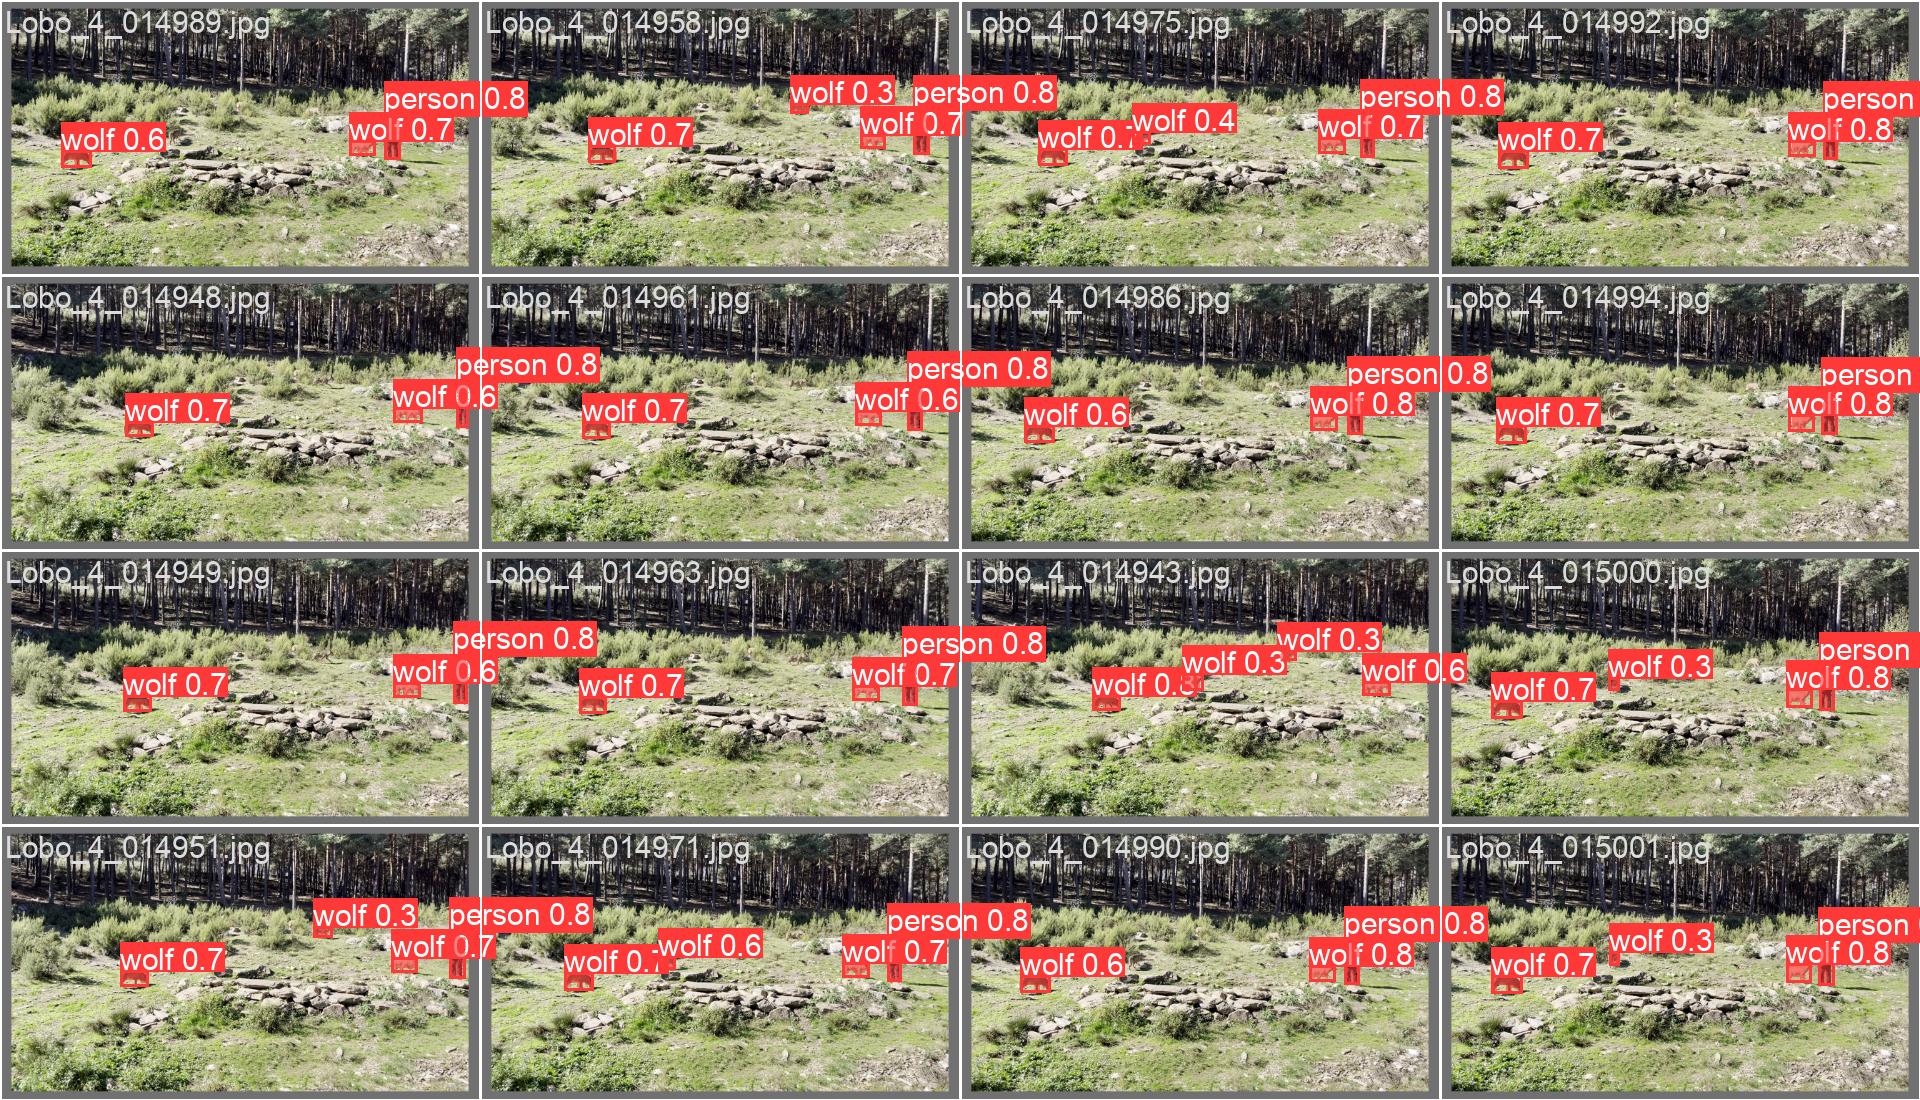 Lobo_4_014989.jpg
person 0.8
wolf 0.6
wolf 0.7
Lobo_4_014958.jpg
wolf 0.3
person 0.8
wolf 0.7
wolf 0.7
Lobo_4_014975.jpg
person 0.8
wolf 0.4
wolf 0.7
wolf 0.7
Lobo_4_014992.jpg
person
wolf 0.8
wolf 0.7
Lobo_4_014948.jpg
person 0.8
wolf 0.6
wolf 0.7
Lobo_4_014961.jpg
person 0.8
wolf 0.6
wolf 0.7
Lobo_4_014986.jpg
person 0.8
wolf 0.8
wolf 0.6
Lobo_4_014994.jpg
person
wolf 0.8
wolf 0.7
Lobo_4_014949.jpg
person 0.8
wolf 0.6
wolf 0.7
Lobo_4_014963.jpg
person 0.8
wolf 0.7
wolf 0.7
Lobo_4_014943.jpg
wolf 0.3
wolf 0.3
wolf 0.6
wolf
Lobo_4_015000.jpg
person
wolf 0.3
wolf 0.8
wolf 0.7
Lobo_4_014951.jpg
wolf 0.3
person 0.8
wolf 0.7
wolf 0.7
Lobo_4_014971.jpg
person 0.8
wolf 0.6
wolf 0.7
wolf
Lobo_4_014990.jpg
person 0.8
wolf 0.8
wolf 0.6
Lobo_4_015001.jpg
person
wolf 0.3
wolf 0.8
wolf 0.7